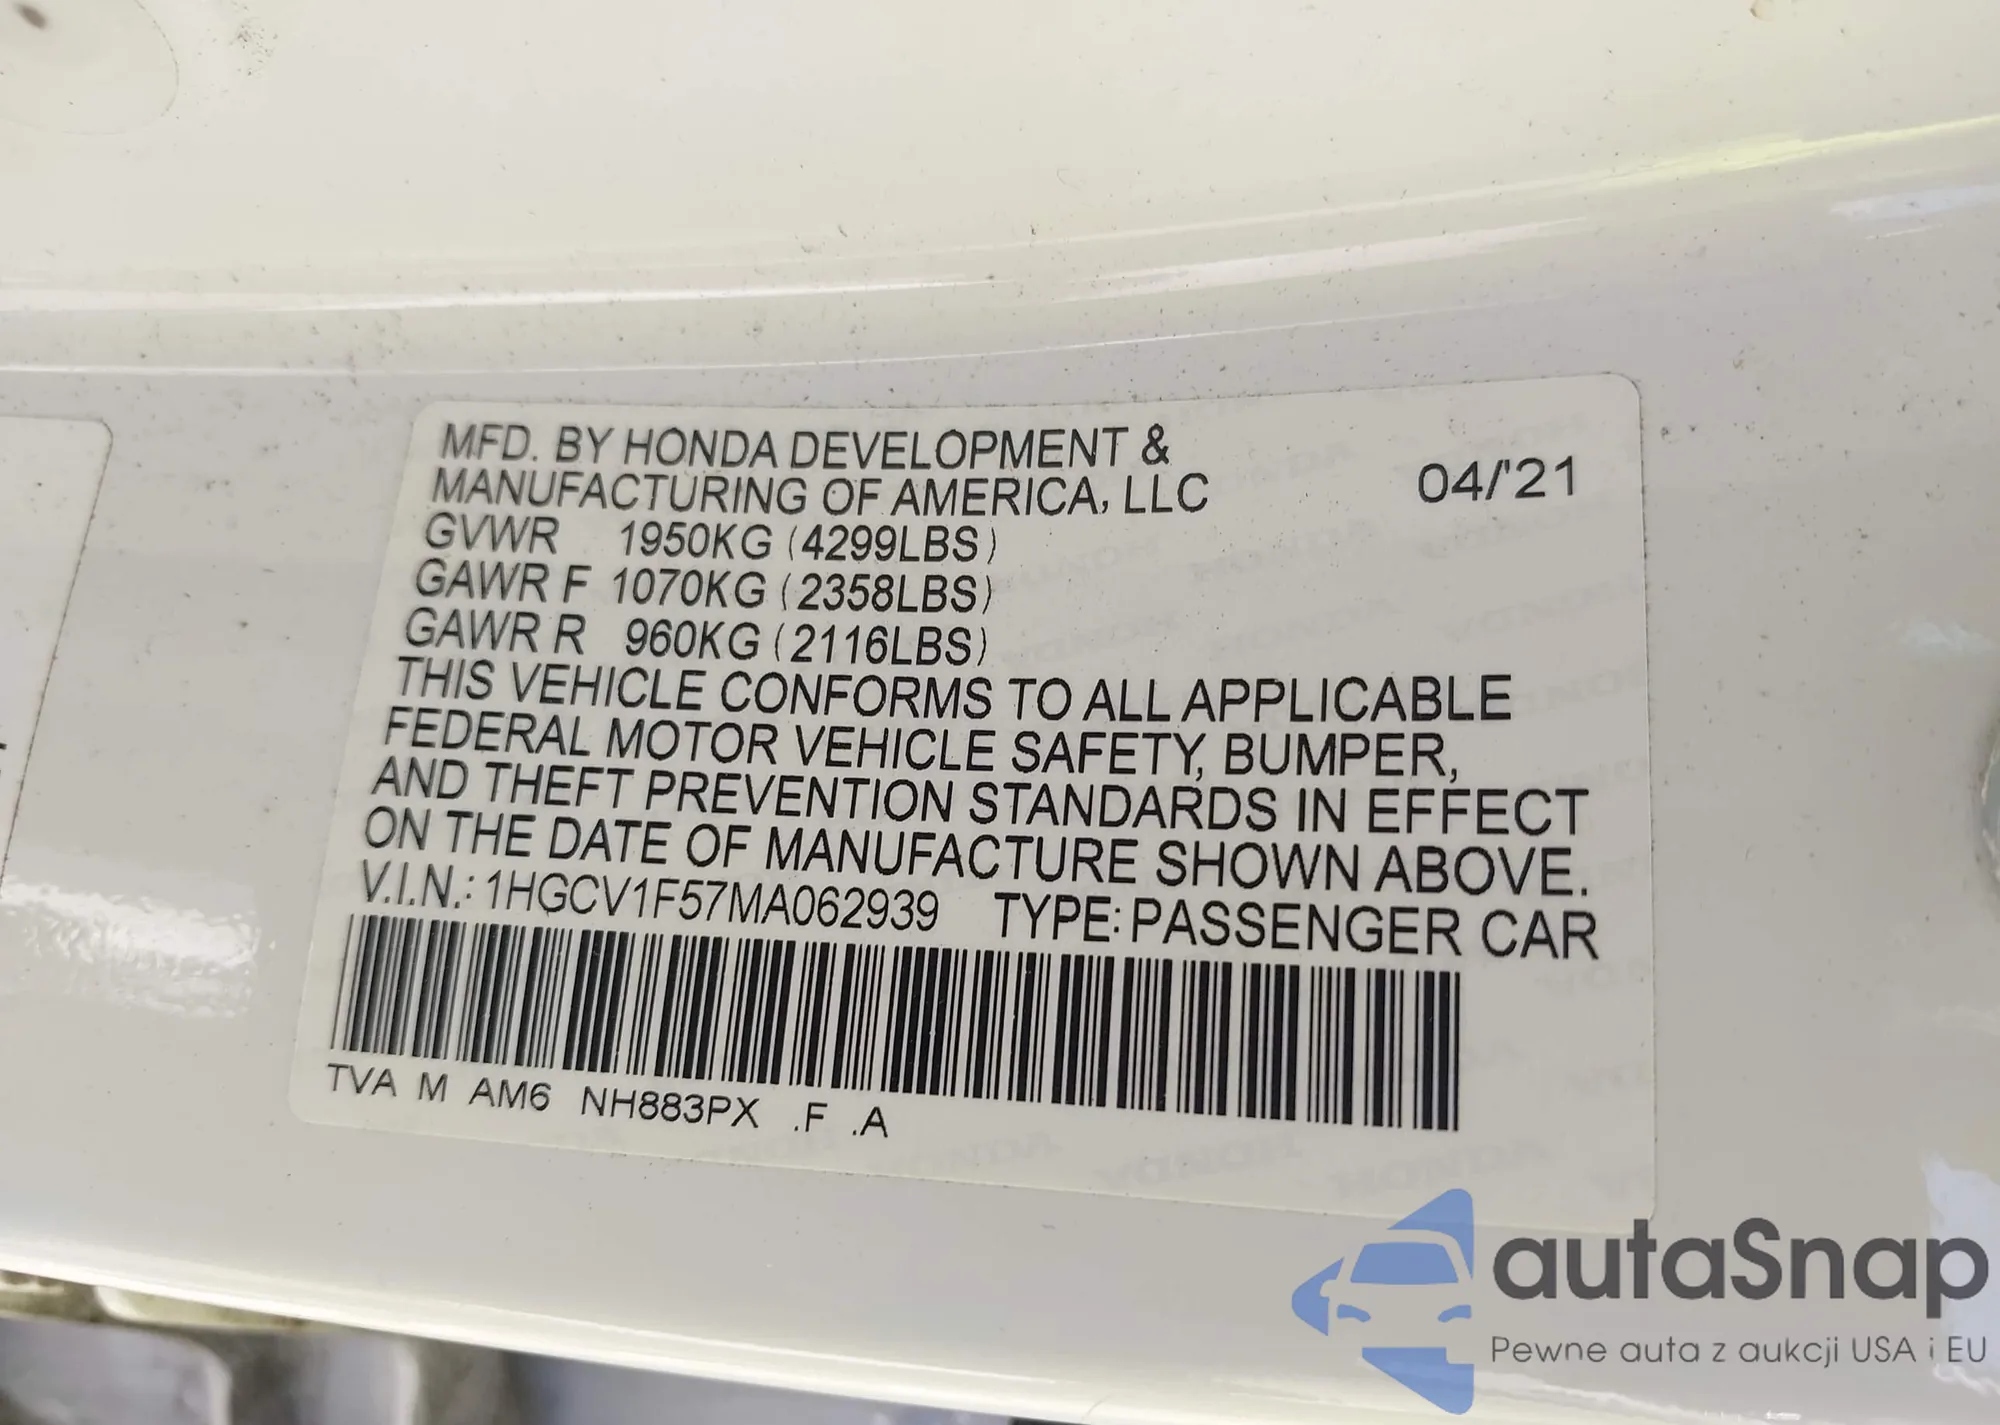 MFD. BY HONDA DEVELOPMENT &
MANUFACTURING OF AMERICA, LLC
04/'21
GVWR 1950KG (4299LBS)
GAWR F 1070KG (2358LBS)
GAWR R 960KG (2116LBS)
THIS VEHICLE CONFORMS TO ALL APPLICABLE
FEDERAL MOTOR VEHICLE SAFETY, BUMPER,
AND THEFT PREVENTION STANDARDS IN EFFECT
ON THE DATE OF MANUFACTURE SHOWN ABOVE.
V.I.N.: 1HGCV1F57MA062939 TYPE: PASSENGER CAR
TVA M AM6 NH883PX .F .A
autaSnap
Pewne auta z aukcji USA i EU